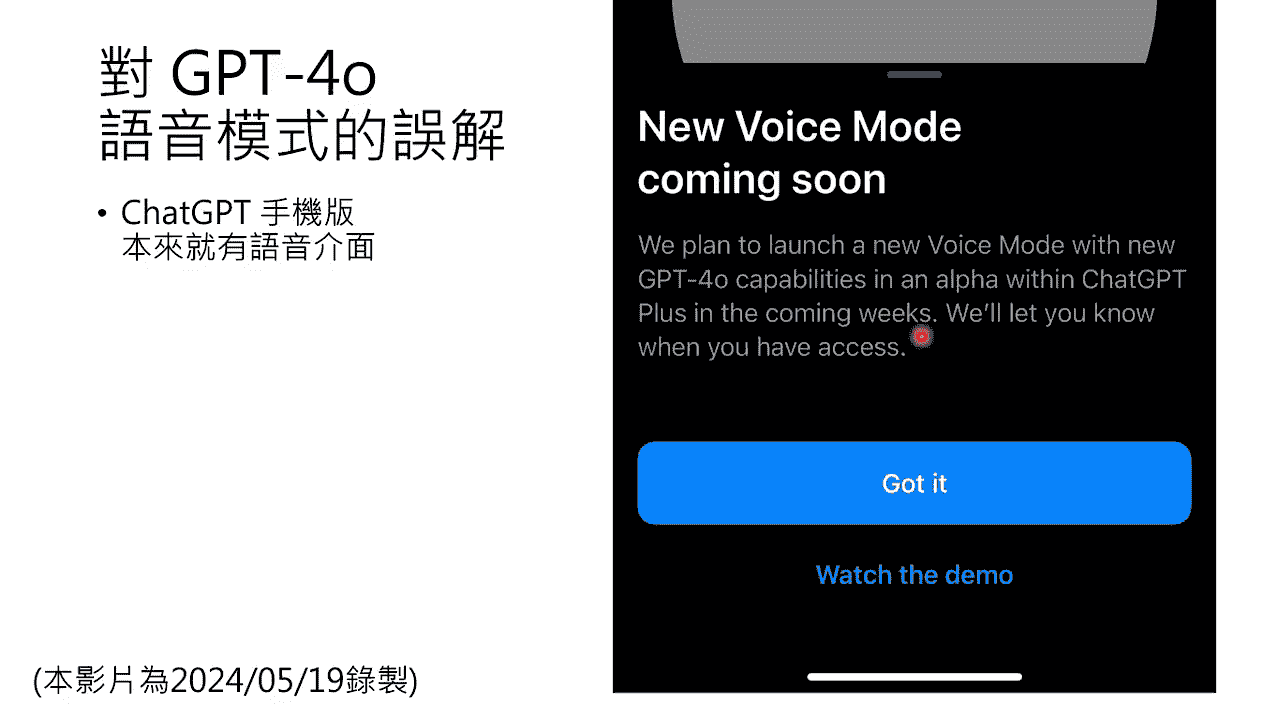 對 GPT-4o
語音模式的誤解
• ChatGPT 手機版
本來就有語音介面
(本影片為2024/05/19錄製)
New Voice Mode
coming soon
We plan to launch a new Voice Mode with new
GPT-4o capabilities in an alpha within ChatGPT
Plus in the coming weeks. We’ll let you know
when you have access.
Got it
Watch the demo